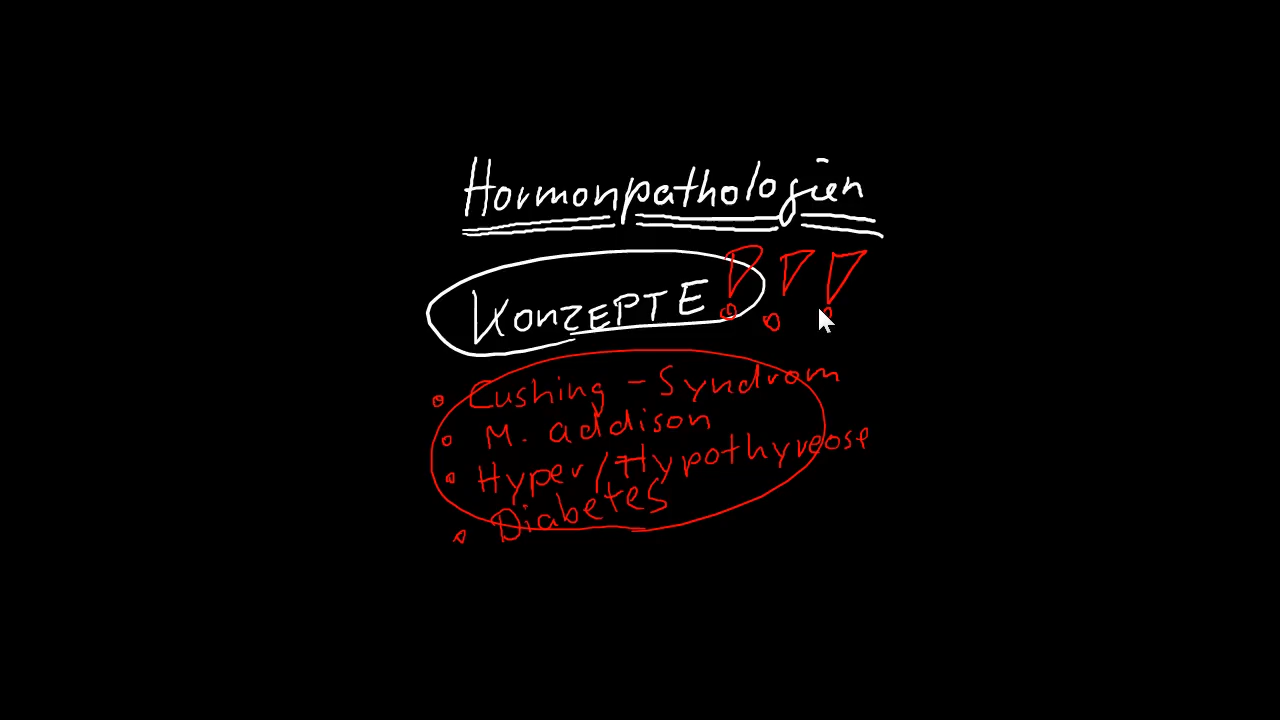 Hormonpathologien
KONZEPTE !!!
Cushing - Syndrom
M. addison
Hyper/Hypothyreose
Diabetes